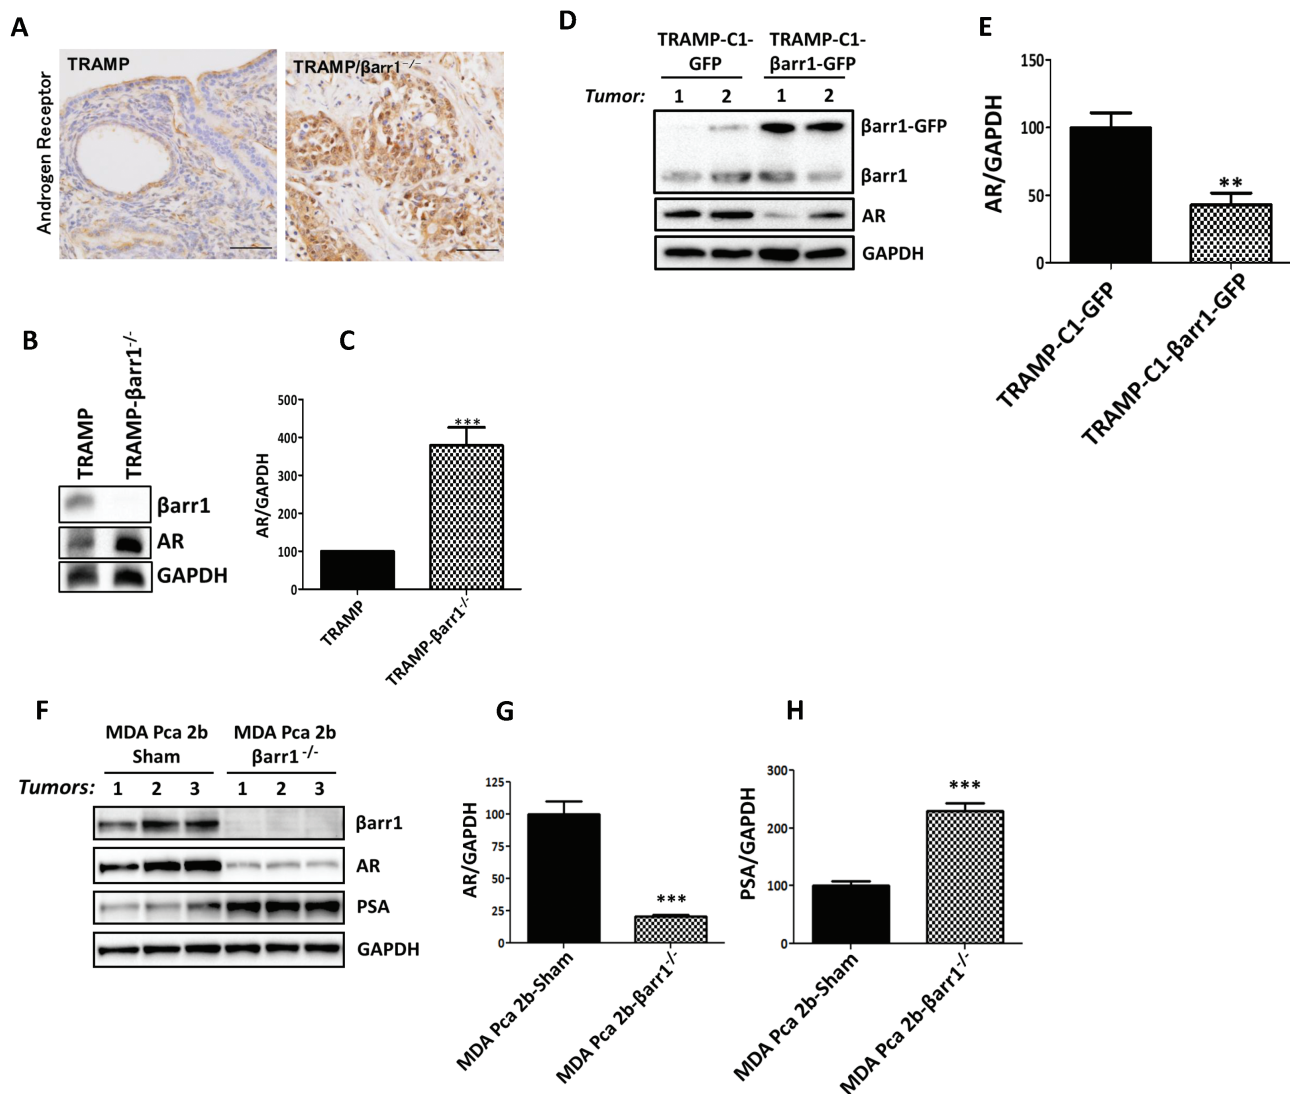 A
TRAMP
TRAMP/βarr1⁻/⁻
Androgen Receptor
B
TRAMP
TRAMP-βarr1-/-
βarr1
AR
GAPDH
C
500
400
300
200
100
0
AR/GAPDH
***
TRAMP
TRAMP-βarr1-/-
D
TRAMP-C1-
GFP
TRAMP-C1-
βarr1-GFP
Tumor: 1 2 1 2
βarr1-GFP
βarr1
AR
GAPDH
E
150
100
50
0
AR/GAPDH
**
TRAMP-C1-GFP
TRAMP-C1-βarr1-GFP
F
MDA Pca 2b
Sham
MDA Pca 2b
βarr1 -/-
Tumors: 1 2 3 1 2 3
βarr1
AR
PSA
GAPDH
G
125
100
75
50
25
0
AR/GAPDH
***
MDA Pca 2b-Sham
MDA Pca 2b-βarr1-/-
H
300
200
100
0
PSA/GAPDH
***
MDA Pca 2b-Sham
MDA Pca 2b-βarr1-/-